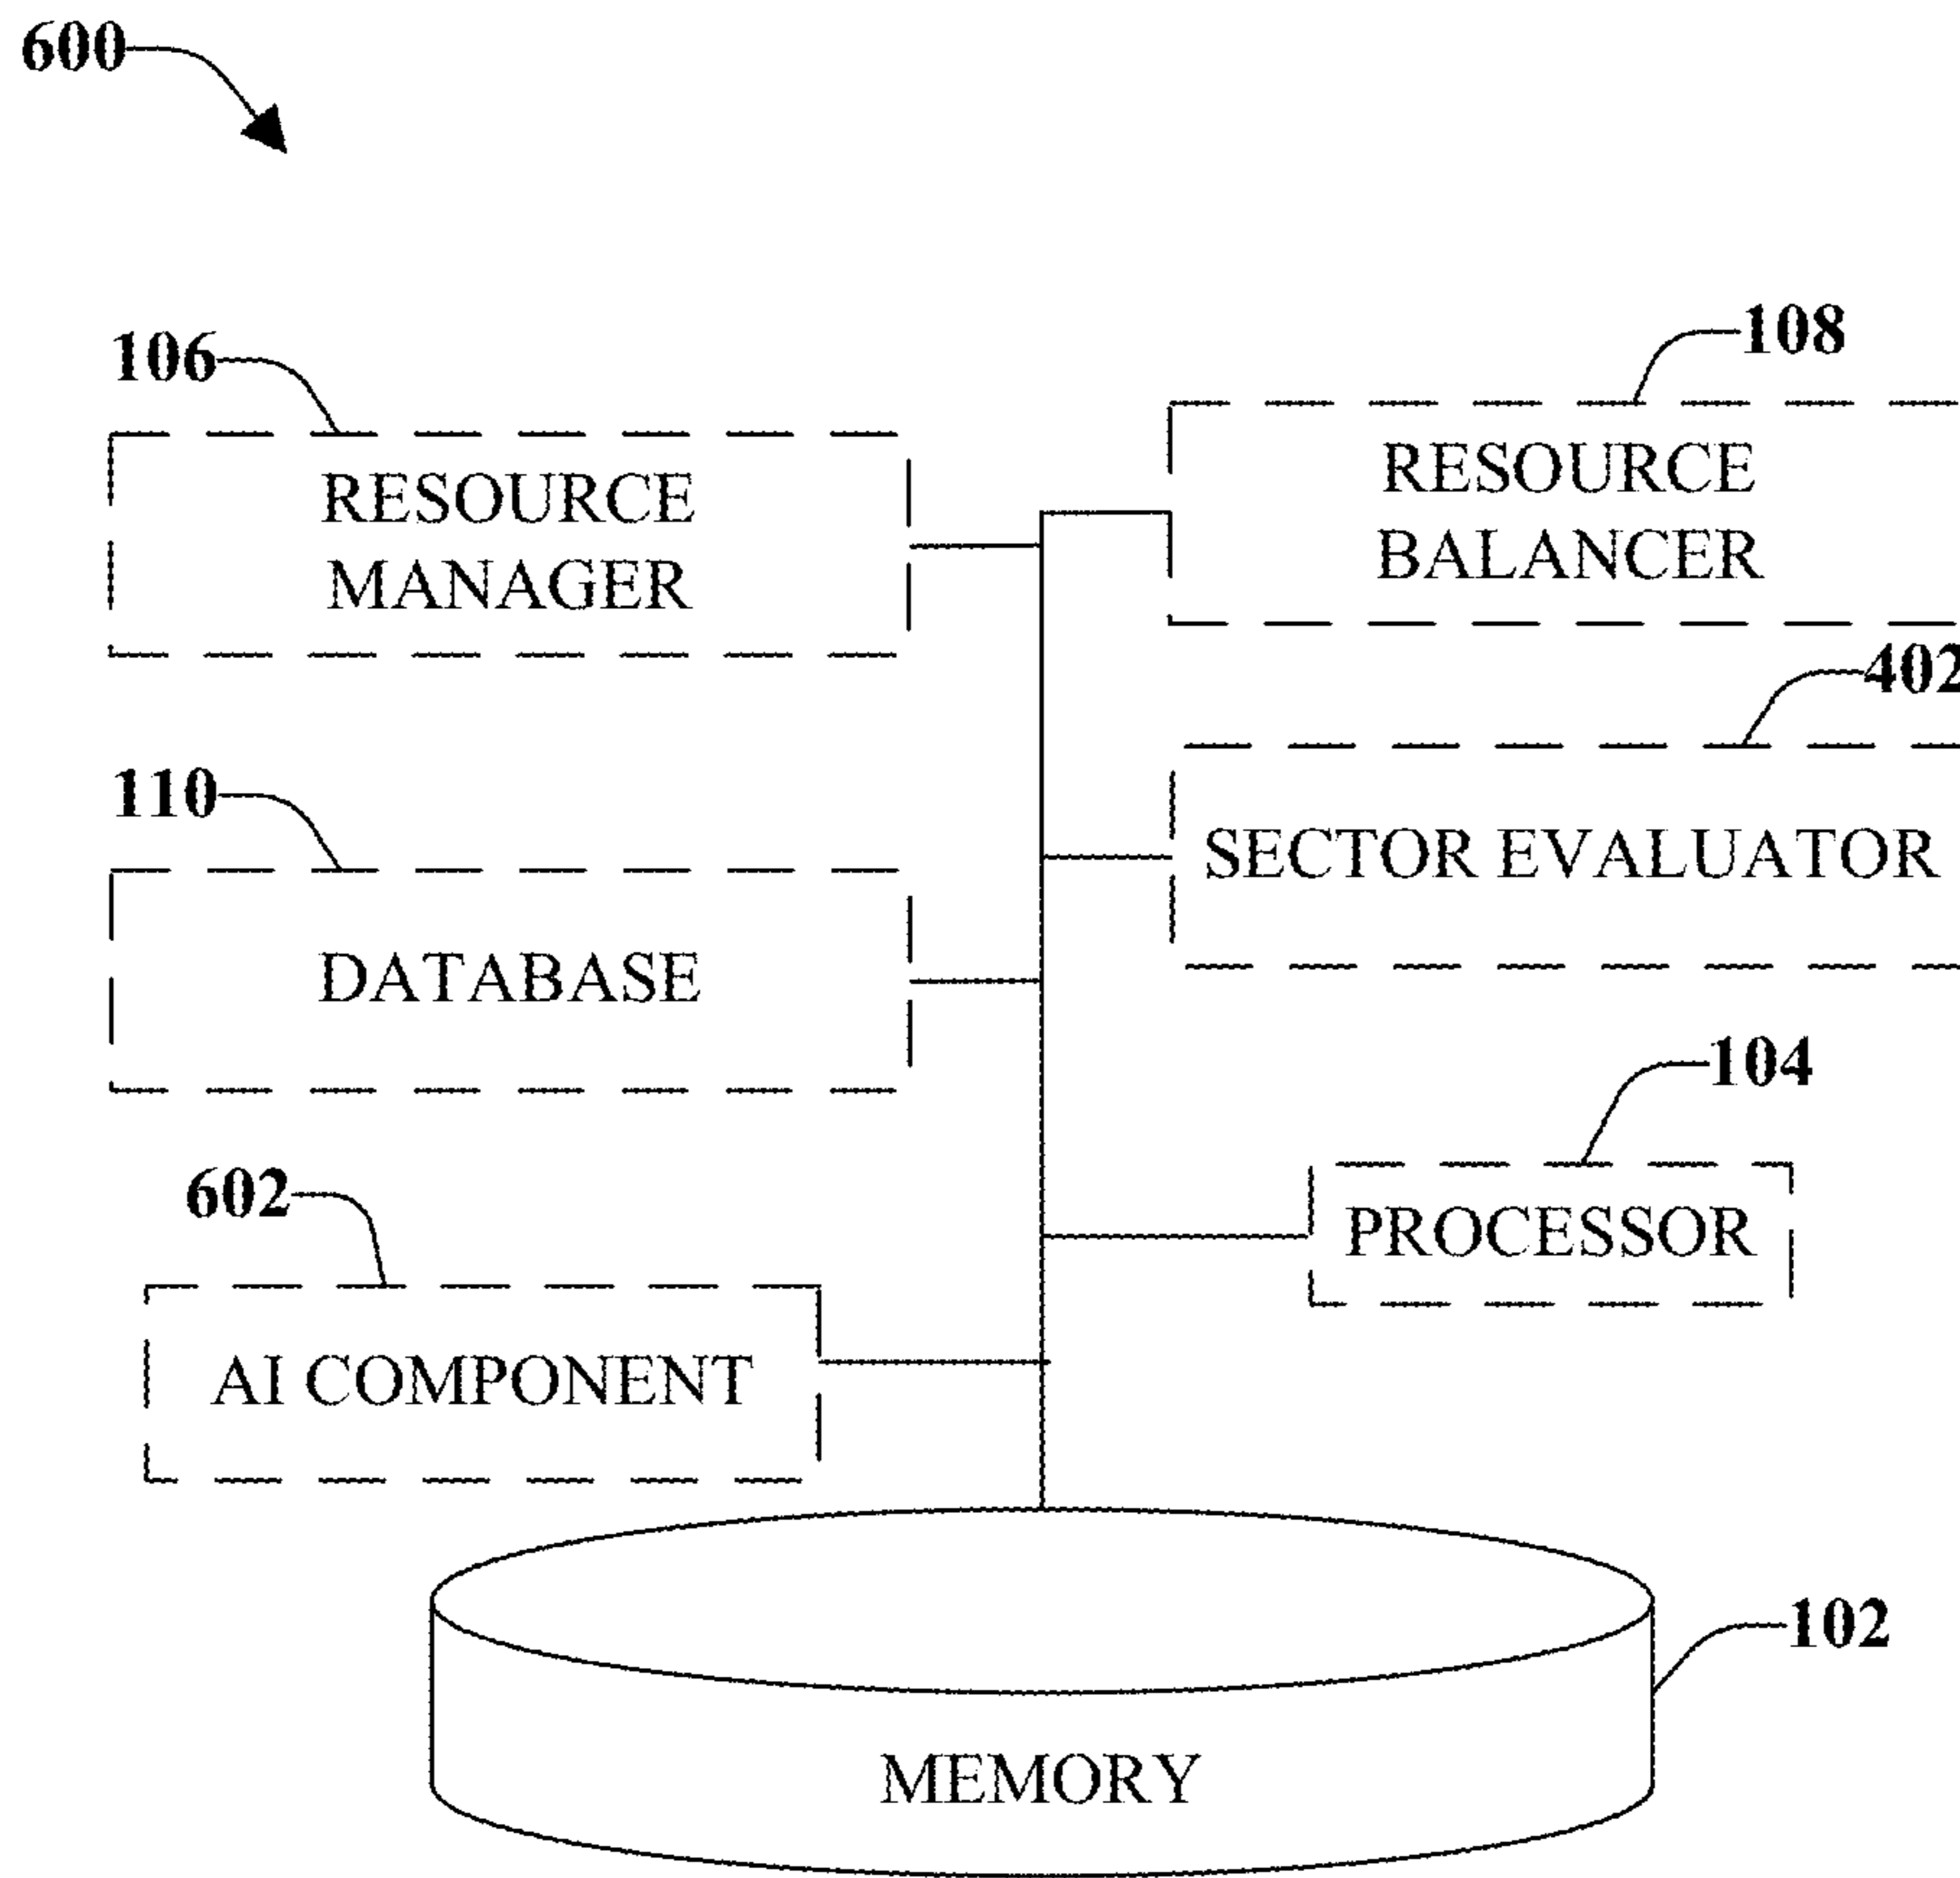 600
106
108
RESOURCE
MANAGER
RESOURCE
BALANCER
402
110
SECTOR EVALUATOR
DATABASE
104
602
PROCESSOR
AI COMPONENT
102
MEMORY